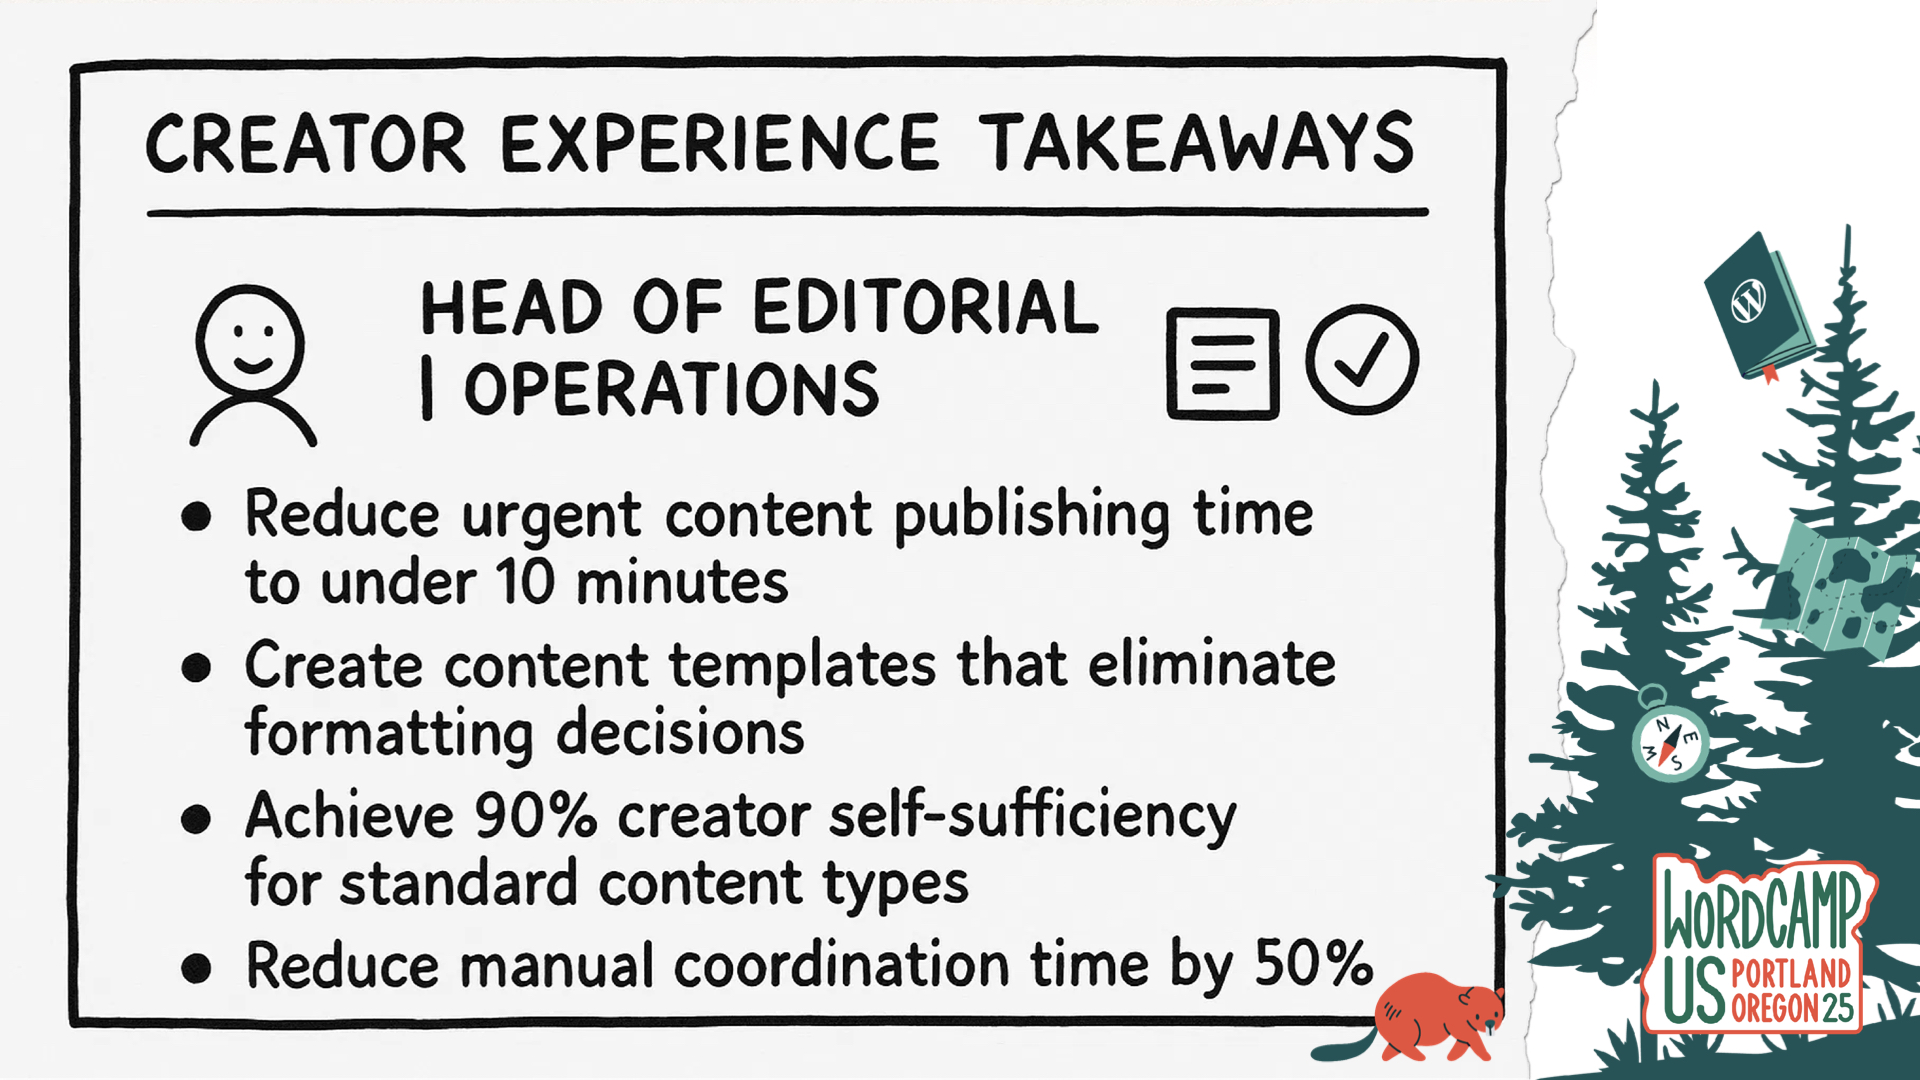 CREATOR EXPERIENCE TAKEAWAYS
HEAD OF EDITORIAL
| OPERATIONS
• Reduce urgent content publishing time
to under 10 minutes
• Create content templates that eliminate
formatting decisions
• Achieve 90% creator self-sufficiency
for standard content types
• Reduce manual coordination time by 50%
W
N
E
W
S
WORDCAMP
US PORTLAND
OREGON 25